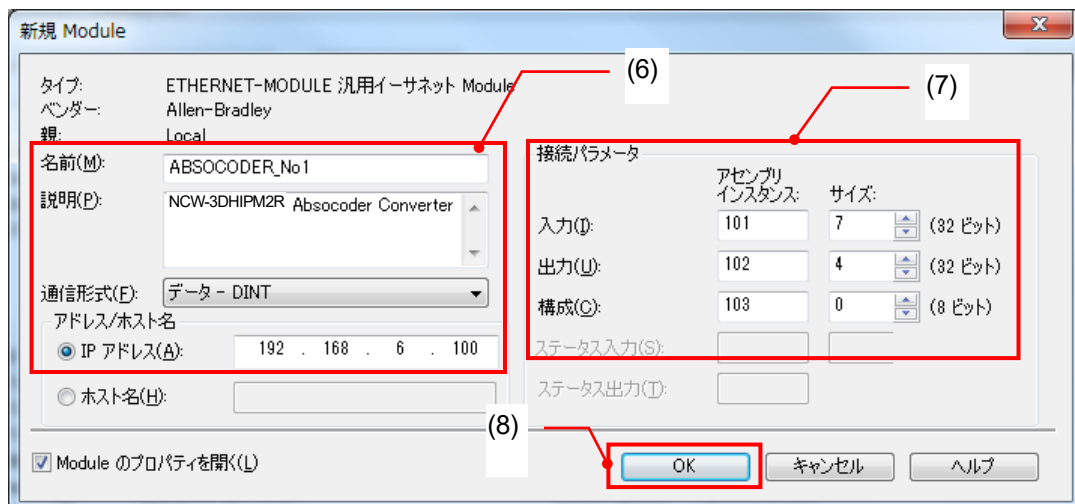 新規 Module
タイプ: ETHERNET-MODULE 汎用イーサネット Module
ベンダー: Allen-Bradley
親: Local
(6)
(7)
名前(M): ABSOCODER_No1
説明(P): NCW-3DHIPM2R Absocoder Converter
通信形式(F): データ - DINT
アドレス/ホスト名
IP アドレス(A): 192 . 168 . 6 . 100
ホスト名(H):
接続パラメータ
アセンブリ
インスタンス: サイズ:
入力(I): 101 7 (32 ビット)
出力(U): 102 4 (32 ビット)
構成(C): 103 0 (8 ビット)
ステータス入力(S):
ステータス出力(T):
(8)
Module のプロパティを開く(L)
OK キャンセル ヘルプ